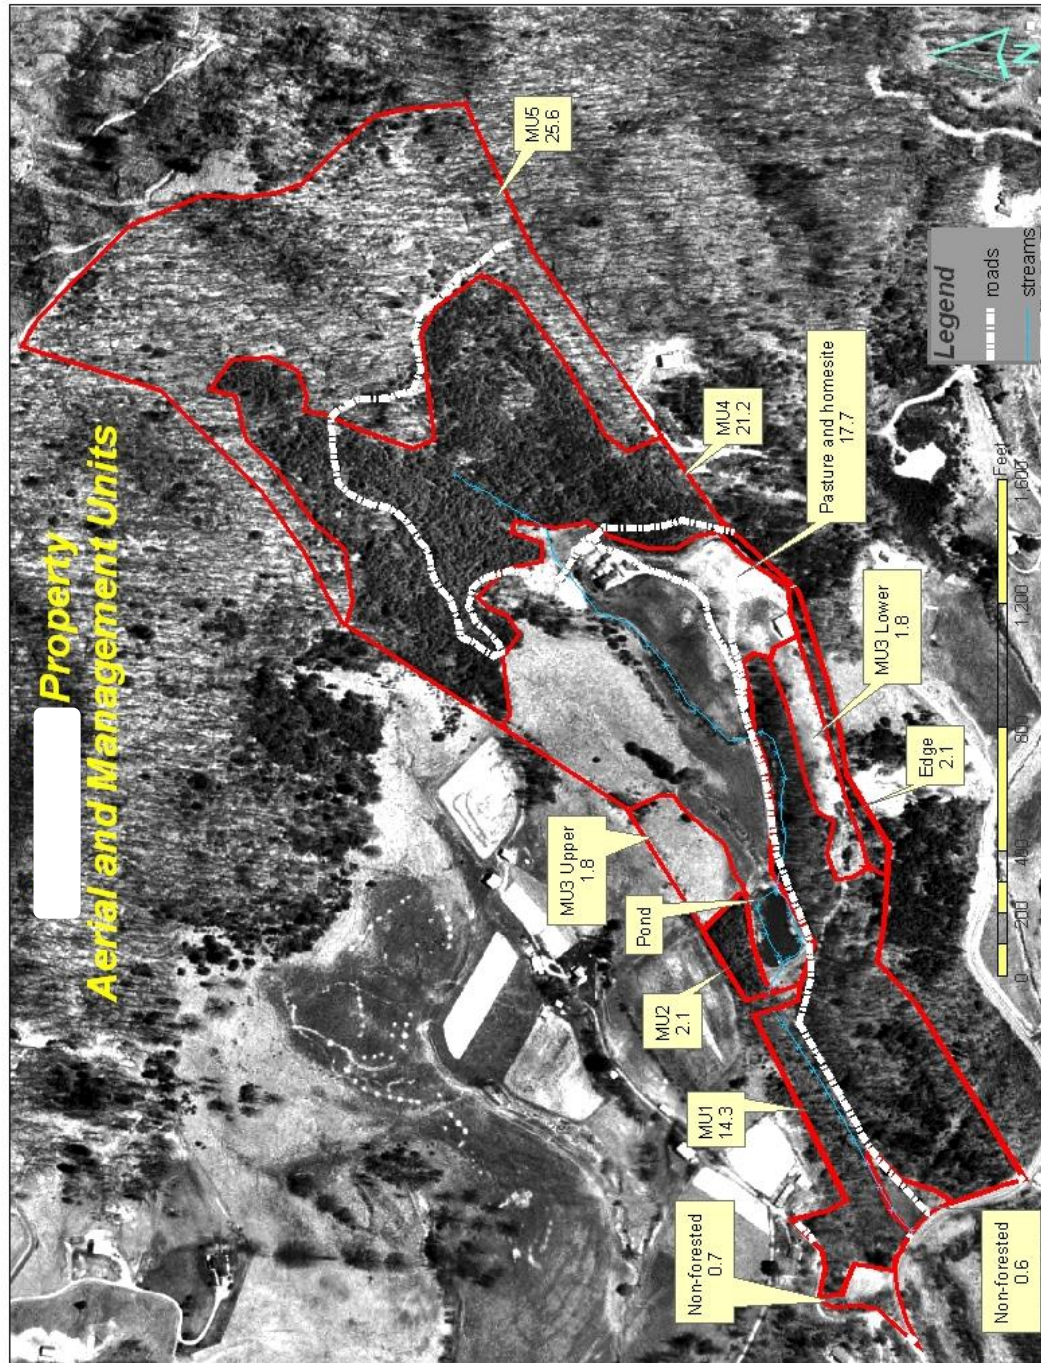 Property
Aerial and Management Units
MU5
25.6
MU4
21.2
Pasture and homesite
17.7
MU3 Lower
1.8
Edge
2.1
MU3 Upper
1.8
Pond
MU2
2.1
MU1
14.3
Non-forested
0.7
Non-forested
0.6
N
Legend
roads
streams
0 200 400 800 1,200 1,600
Feet